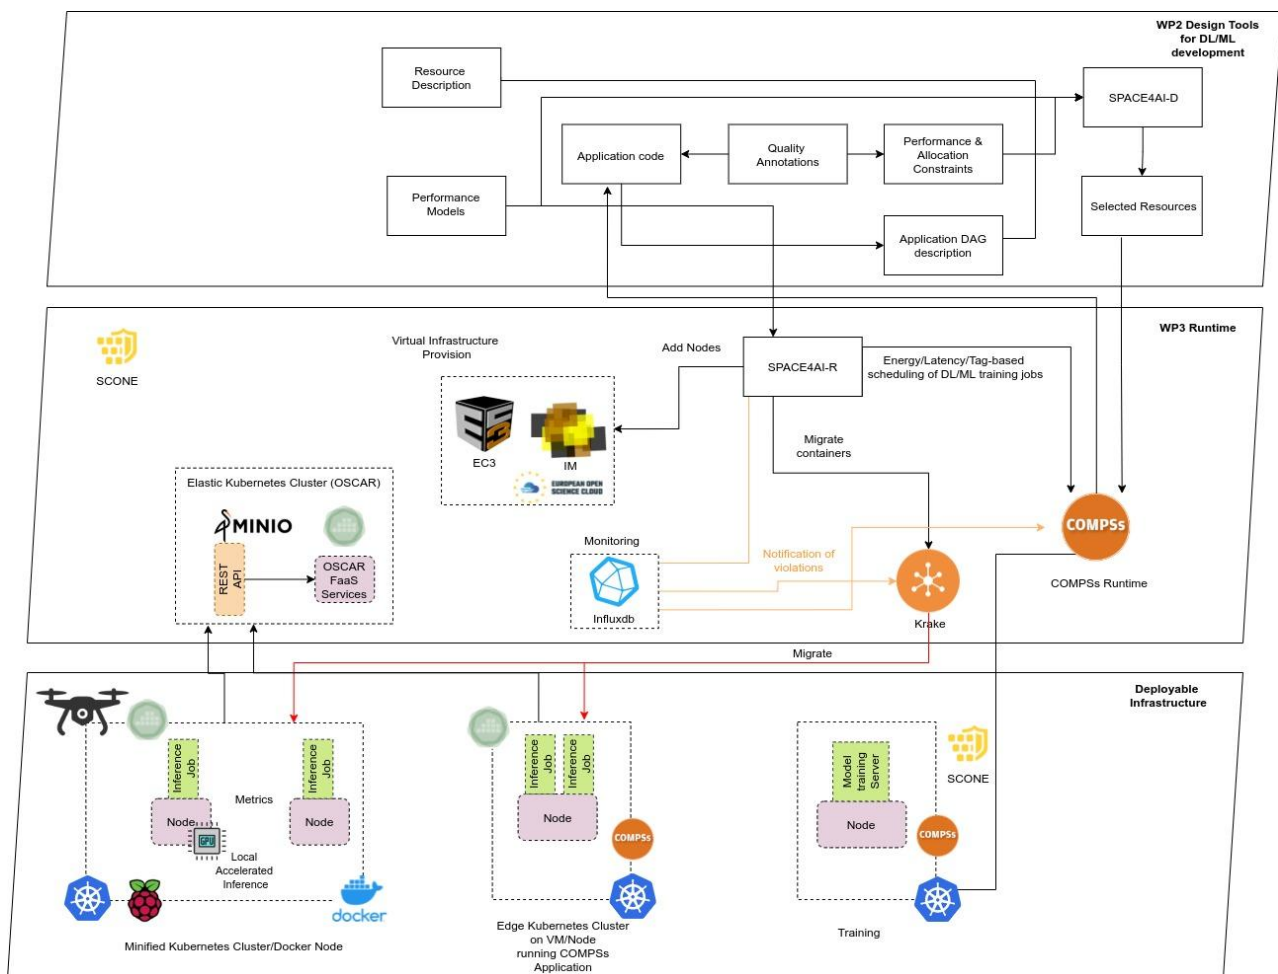 WP2 Design Tools
for DL/ML
development
Resource
Description
SPACE4AI-D
Application code
Quality
Annotations
Performance &
Allocation
Constraints
Performance
Models
Selected Resources
Application DAG
description
WP3 Runtime
SCONE
Virtual Infrastructure
Provision
Add Nodes
SPACE4AI-R
Energy/Latency/Tag-based
scheduling of DL/ML training jobs
EC3
IM
EUROPEAN OPEN
SCIENCE CLOUD
Migrate
containers
Elastic Kubernetes Cluster (OSCAR)
MINIO
REST
API
OSCAR
FaaS
Services
Monitoring
Influxdb
Notification of
violations
Krake
COMPSs
COMPSs Runtime
Migrate
Deployable
Infrastructure
Inference
Job
Node
GPU
Local
Accelerated
Inference
Metrics
Inference
Job
Node
docker
Minified Kubernetes Cluster/Docker Node
Inference
Job
Inference
Job
Node
COMPSs
Edge Kubernetes Cluster
on VM/Node
running COMPSs
Application
Model
training
Server
Node
COMPSs
SCONE
Training